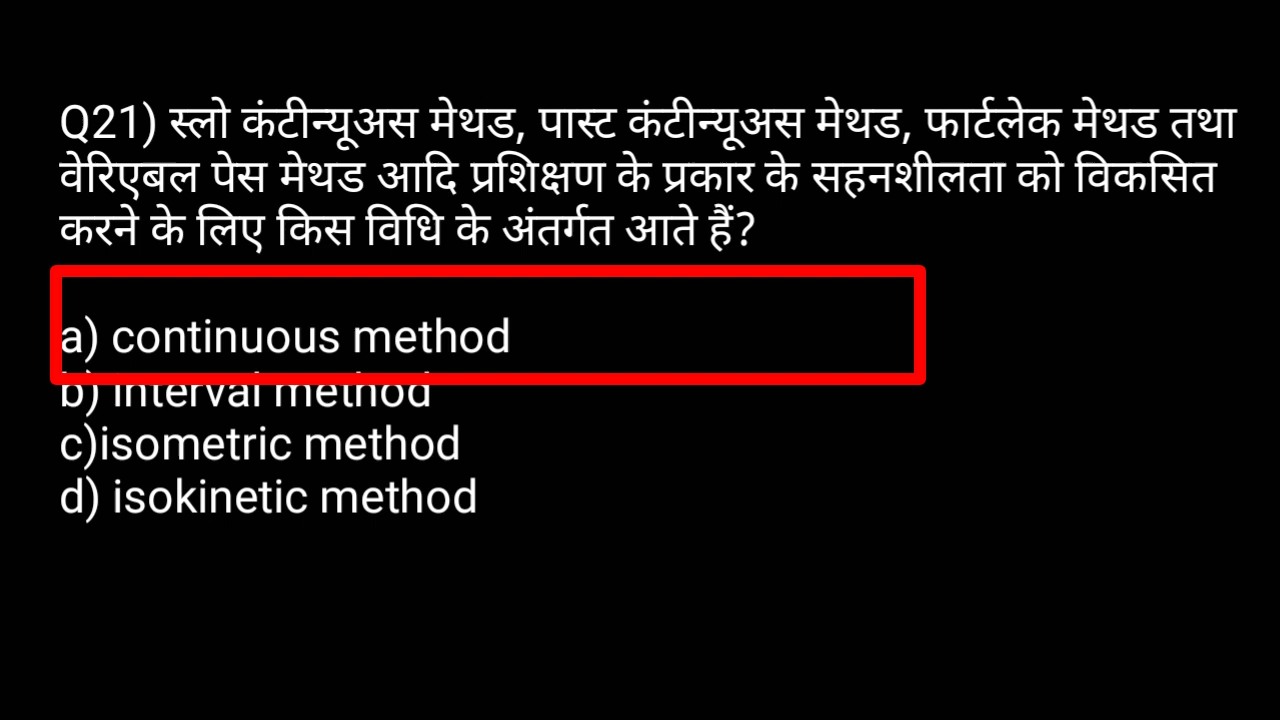 Q21) स्लो कंटीन्यूअस मेथड, पास्ट कंटीन्यूअस मेथड, फार्टलेक मेथड तथा
वेरिएबल पेस मेथड आदि प्रशिक्षण के प्रकार के सहनशीलता को विकसित
करने के लिए किस विधि के अंतर्गत आते हैं?
a) continuous method
b) interval method
c)isometric method
d) isokinetic method